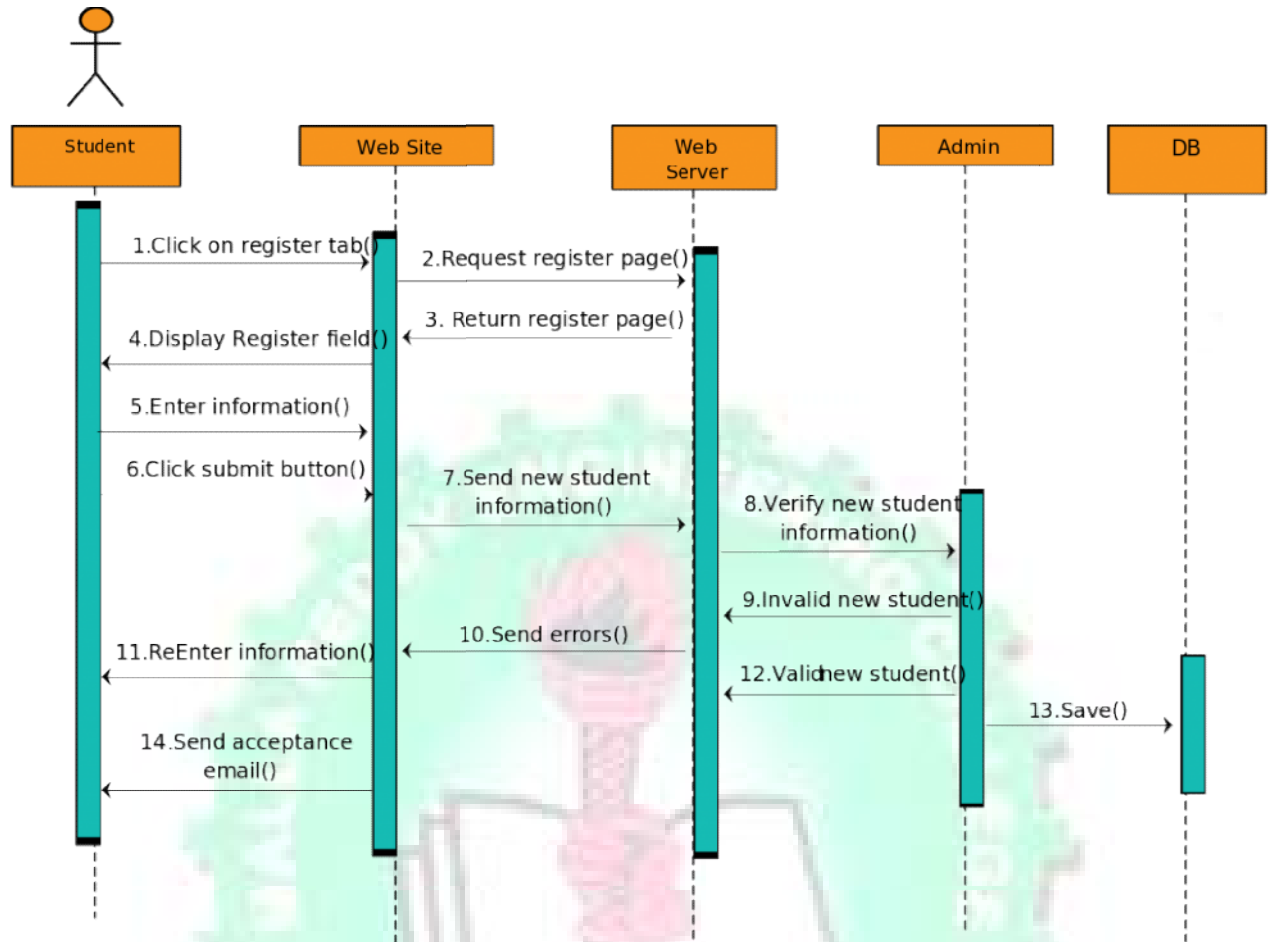 Student
Web Site
Web
Server
Admin
DB
1.Click on register tab()
2.Request register page()
3. Return register page()
4.Display Register field()
5.Enter information()
6.Click submit button()
7.Send new student
information()
8.Verify new student
information()
9.Invalid new student()
10.Send errors()
11.ReEnter information()
12.Validnew student()
13.Save()
14.Send acceptance
email()